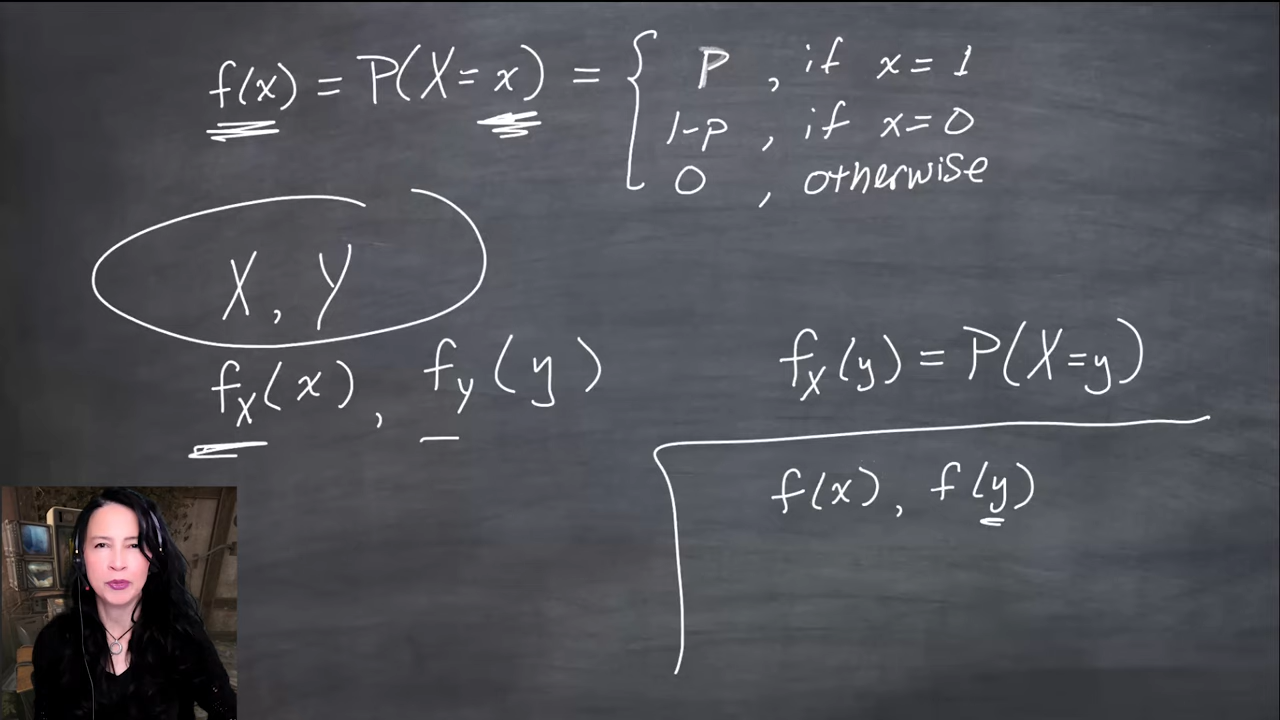 f(x) = P(X=x) = { p , if x=1
1-p , if x=0
0 , otherwise
X, Y
f_X(x), f_Y(y)
f_X(y) = P(X=y)
f(x), f(y)